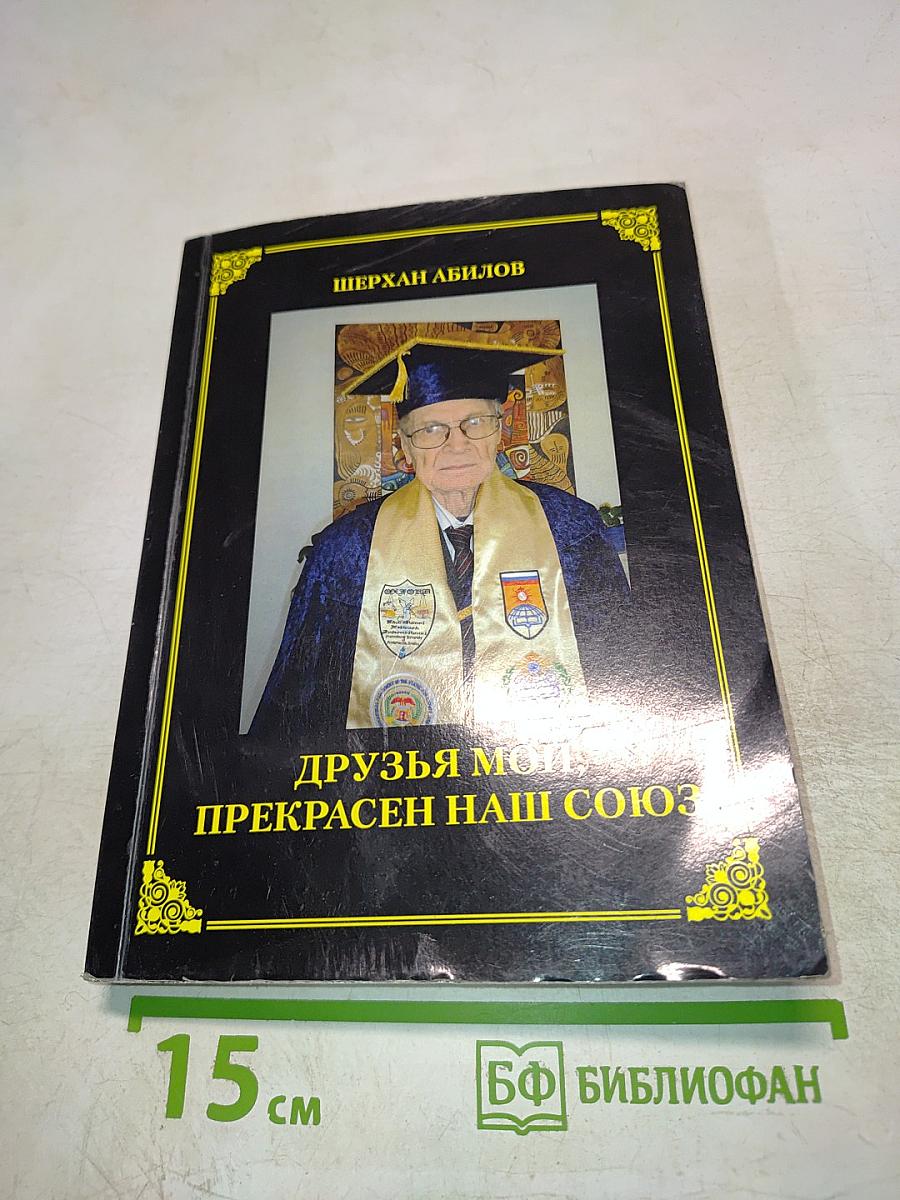 ШЕРХАН АБИЛОВ
ДРУЗЬЯ МОИ,
ПРЕКРАСЕН НАШ СОЮЗ
15 см
БФ БИБЛИОФАН